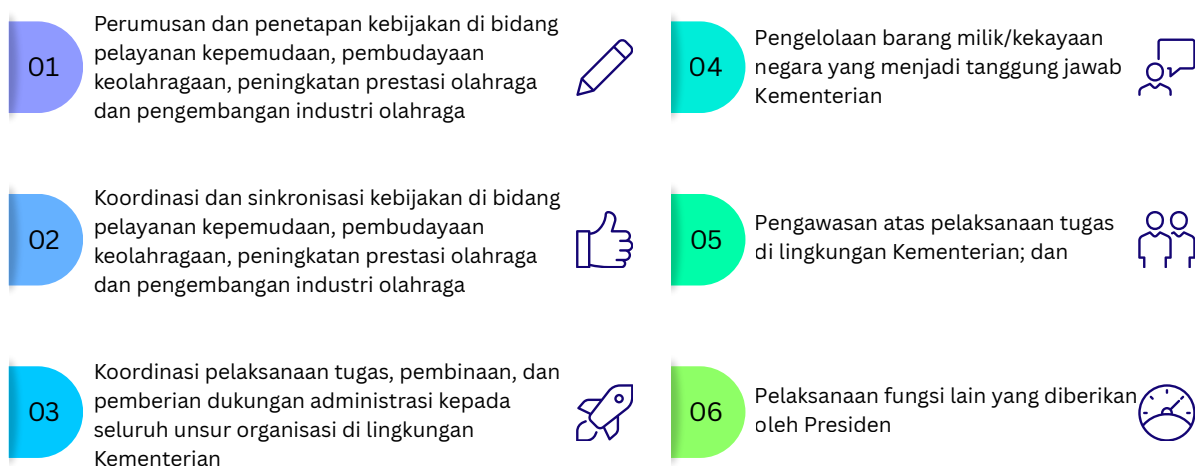 01
Perumusan dan penetapan kebijakan di bidang
pelayanan kepemudaan, pembudayaan
keolahragaan, peningkatan prestasi olahraga
dan pengembangan industri olahraga
02
Koordinasi dan sinkronisasi kebijakan di bidang
pelayanan kepemudaan, pembudayaan
keolahragaan, peningkatan prestasi olahraga
dan pengembangan industri olahraga
03
Koordinasi pelaksanaan tugas, pembinaan, dan
pemberian dukungan administrasi kepada
seluruh unsur organisasi di lingkungan
Kementerian
04
Pengelolaan barang milik/kekayaan
negara yang menjadi tanggung jawab
Kementerian
05
Pengawasan atas pelaksanaan tugas
di lingkungan Kementerian; dan
06
Pelaksanaan fungsi lain yang diberikan
oleh Presiden